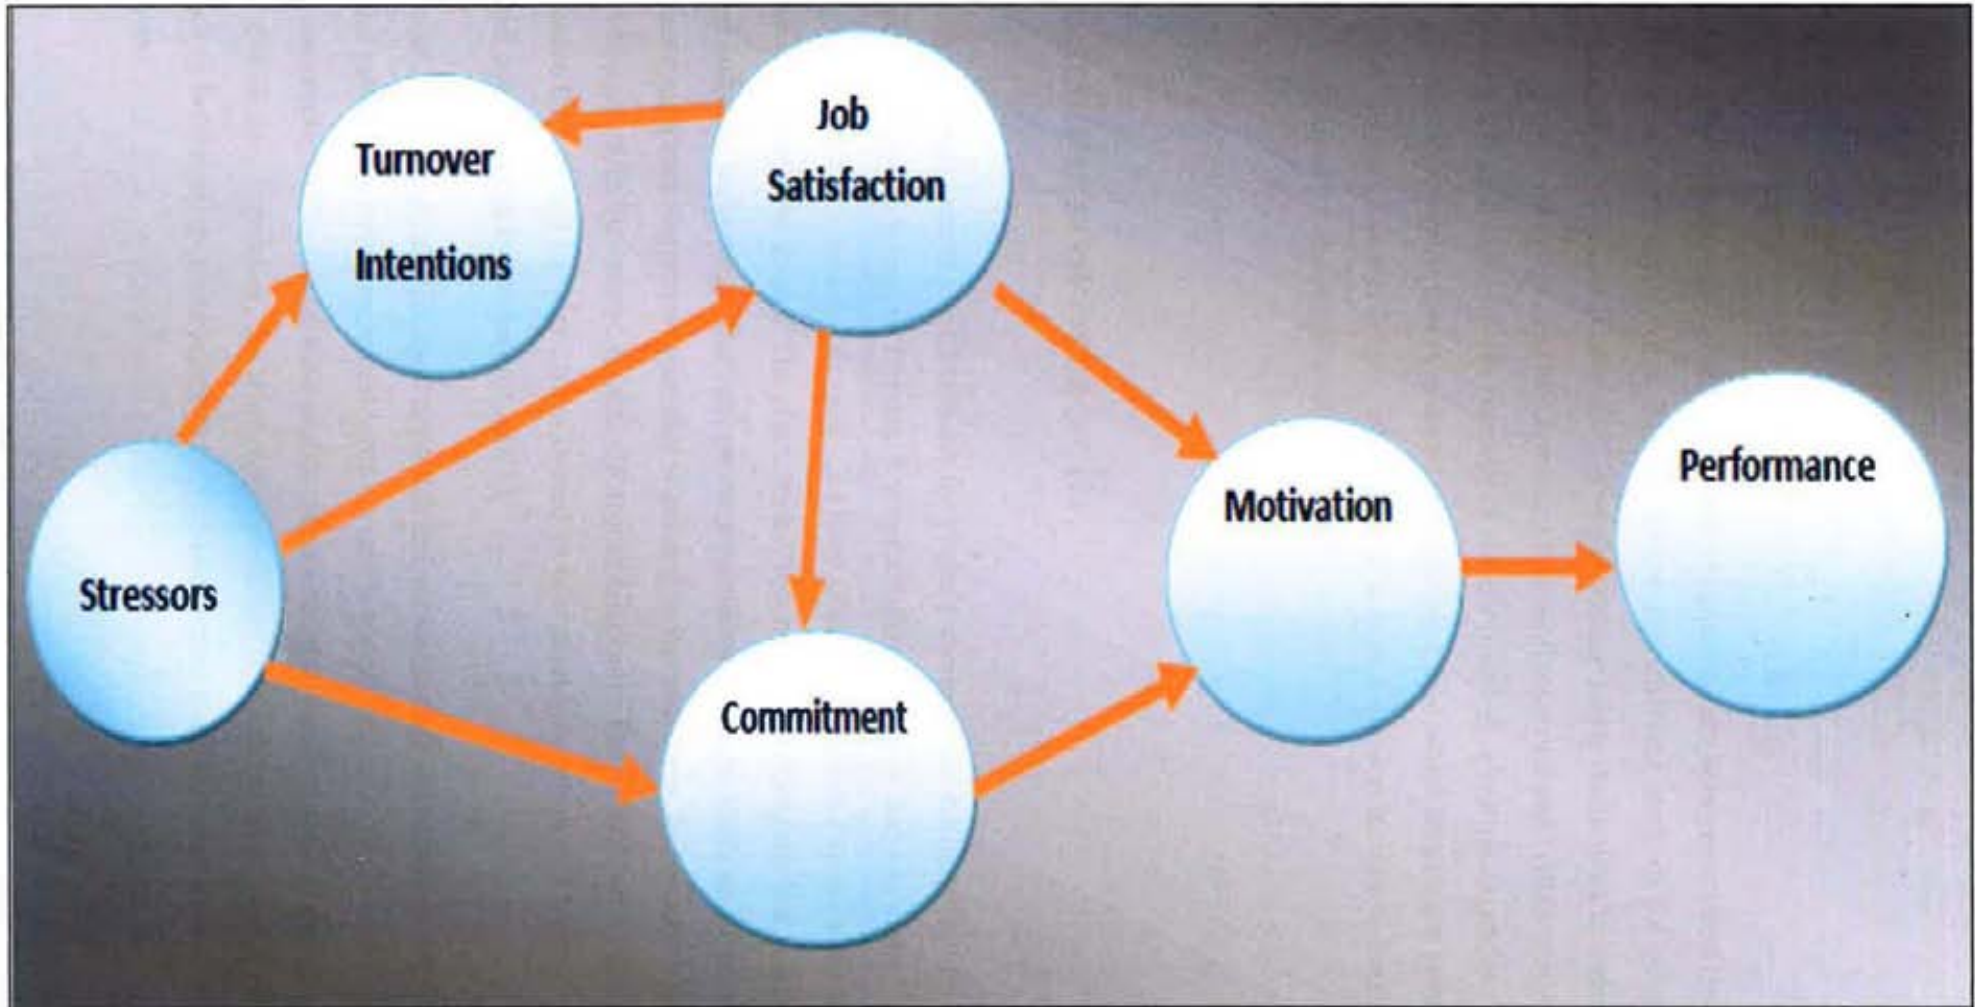 Turnover
Intentions
Job
Satisfaction
Stressors
Commitment
Motivation
Performance